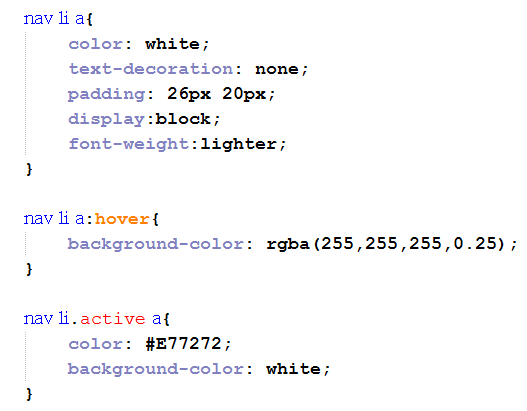 nav li a{
color: white;
text-decoration: none;
padding: 26px 20px;
display:block;
font-weight:lighter;
}
nav li a:hover{
background-color: rgba(255,255,255,0.25);
}
nav li.active a{
color: #E77272;
background-color: white;
}